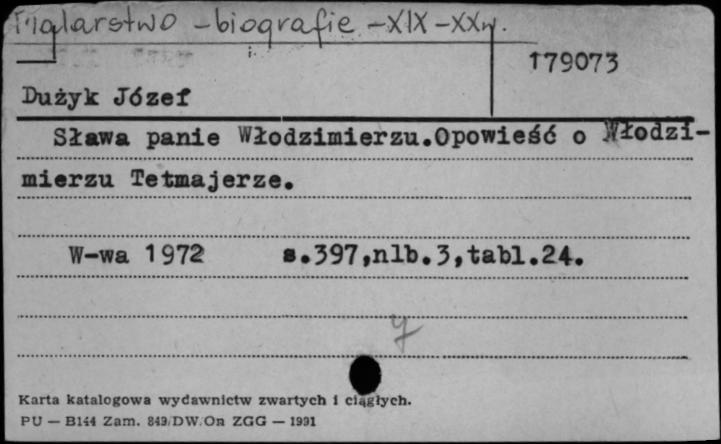 Malarstwo - biografie - XIX - XXw.
179073
Dużyk Józef
Sława panie Włodzimierzu.Opowieść o Włodzi-
mierzu Tetmajerze.
W-wa 1972 s.397,nlb.3,tabl.24.
Karta katalogowa wydawnictw zwartych i ciągłych.
PU — B144 Zam. 849/DW/On ZGG — 1991